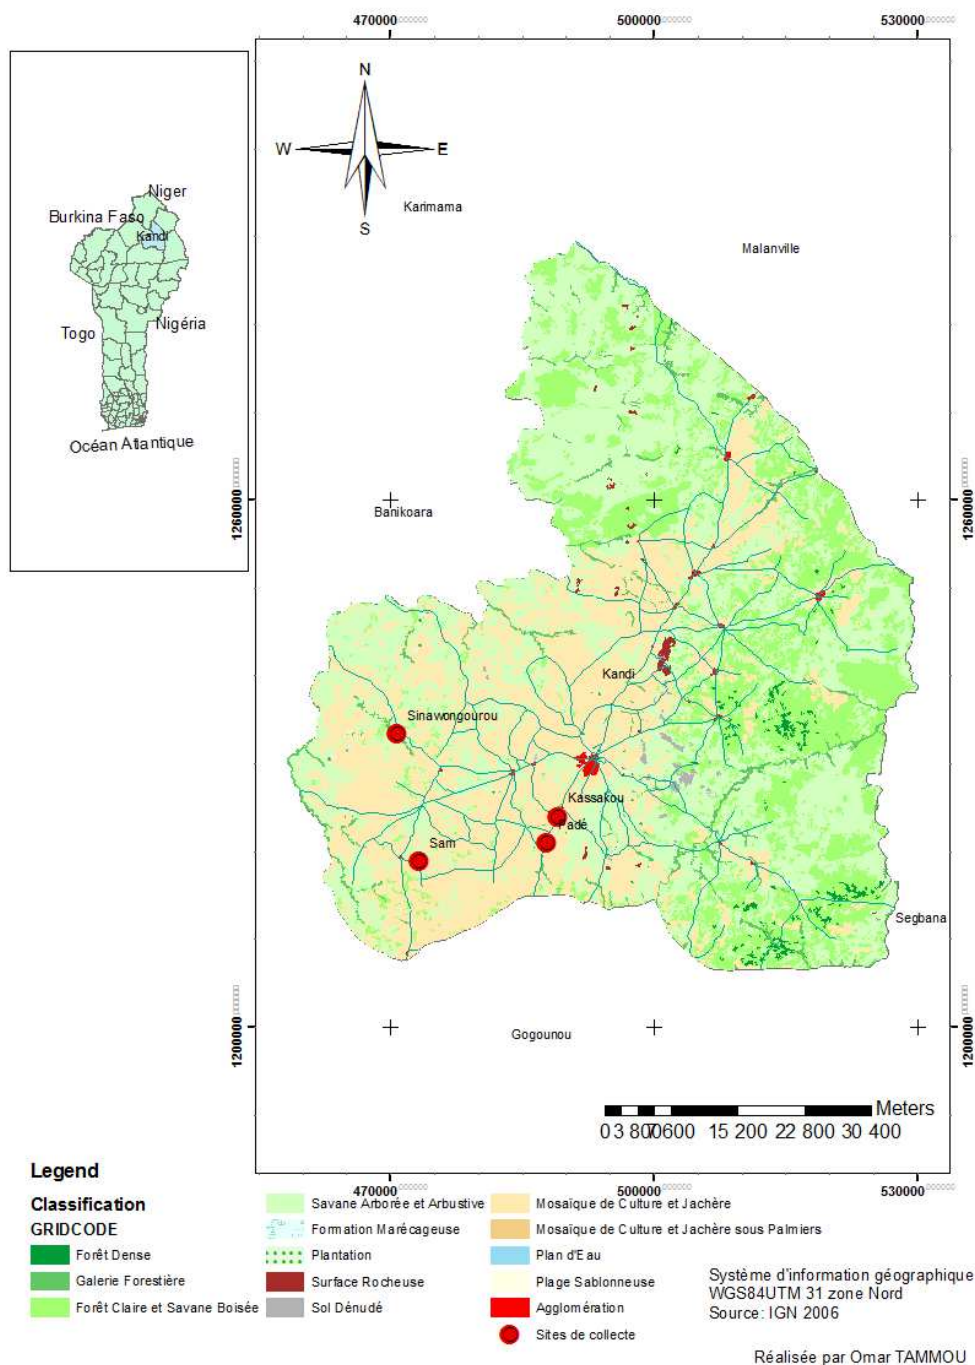 470000 500000 530000
N
W E
S
Niger
Burkina Faso
Kandi
Togo
Nigéria
Océan Atlantique
Karimama
Malanville
1260000 1260000
Banikoara
Kandi
Sinawongourou
Kassakou
Padé
Sam
Segbana
1200000 1200000
Gogounou
Meters
0 3 800 7 600 15 200 22 800 30 400
470000 500000 530000
Legend
Classification
GRIDCODE
Forêt Dense
Galerie Forestière
Forêt Claire et Savane Boisée
Savane Arborée et Arbustive
Formation Marécageuse
Plantation
Surface Rocheuse
Sol Dénudé
Mosaïque de Culture et Jachère
Mosaïque de Culture et Jachère sous Palmiers
Plan d'Eau
Plage Sablonneuse
Agglomération
Sites de collecte
Système d'information géographique
WGS84UTM 31 zone Nord
Source: IGN 2006
Réalisée par Omar TAMMOU